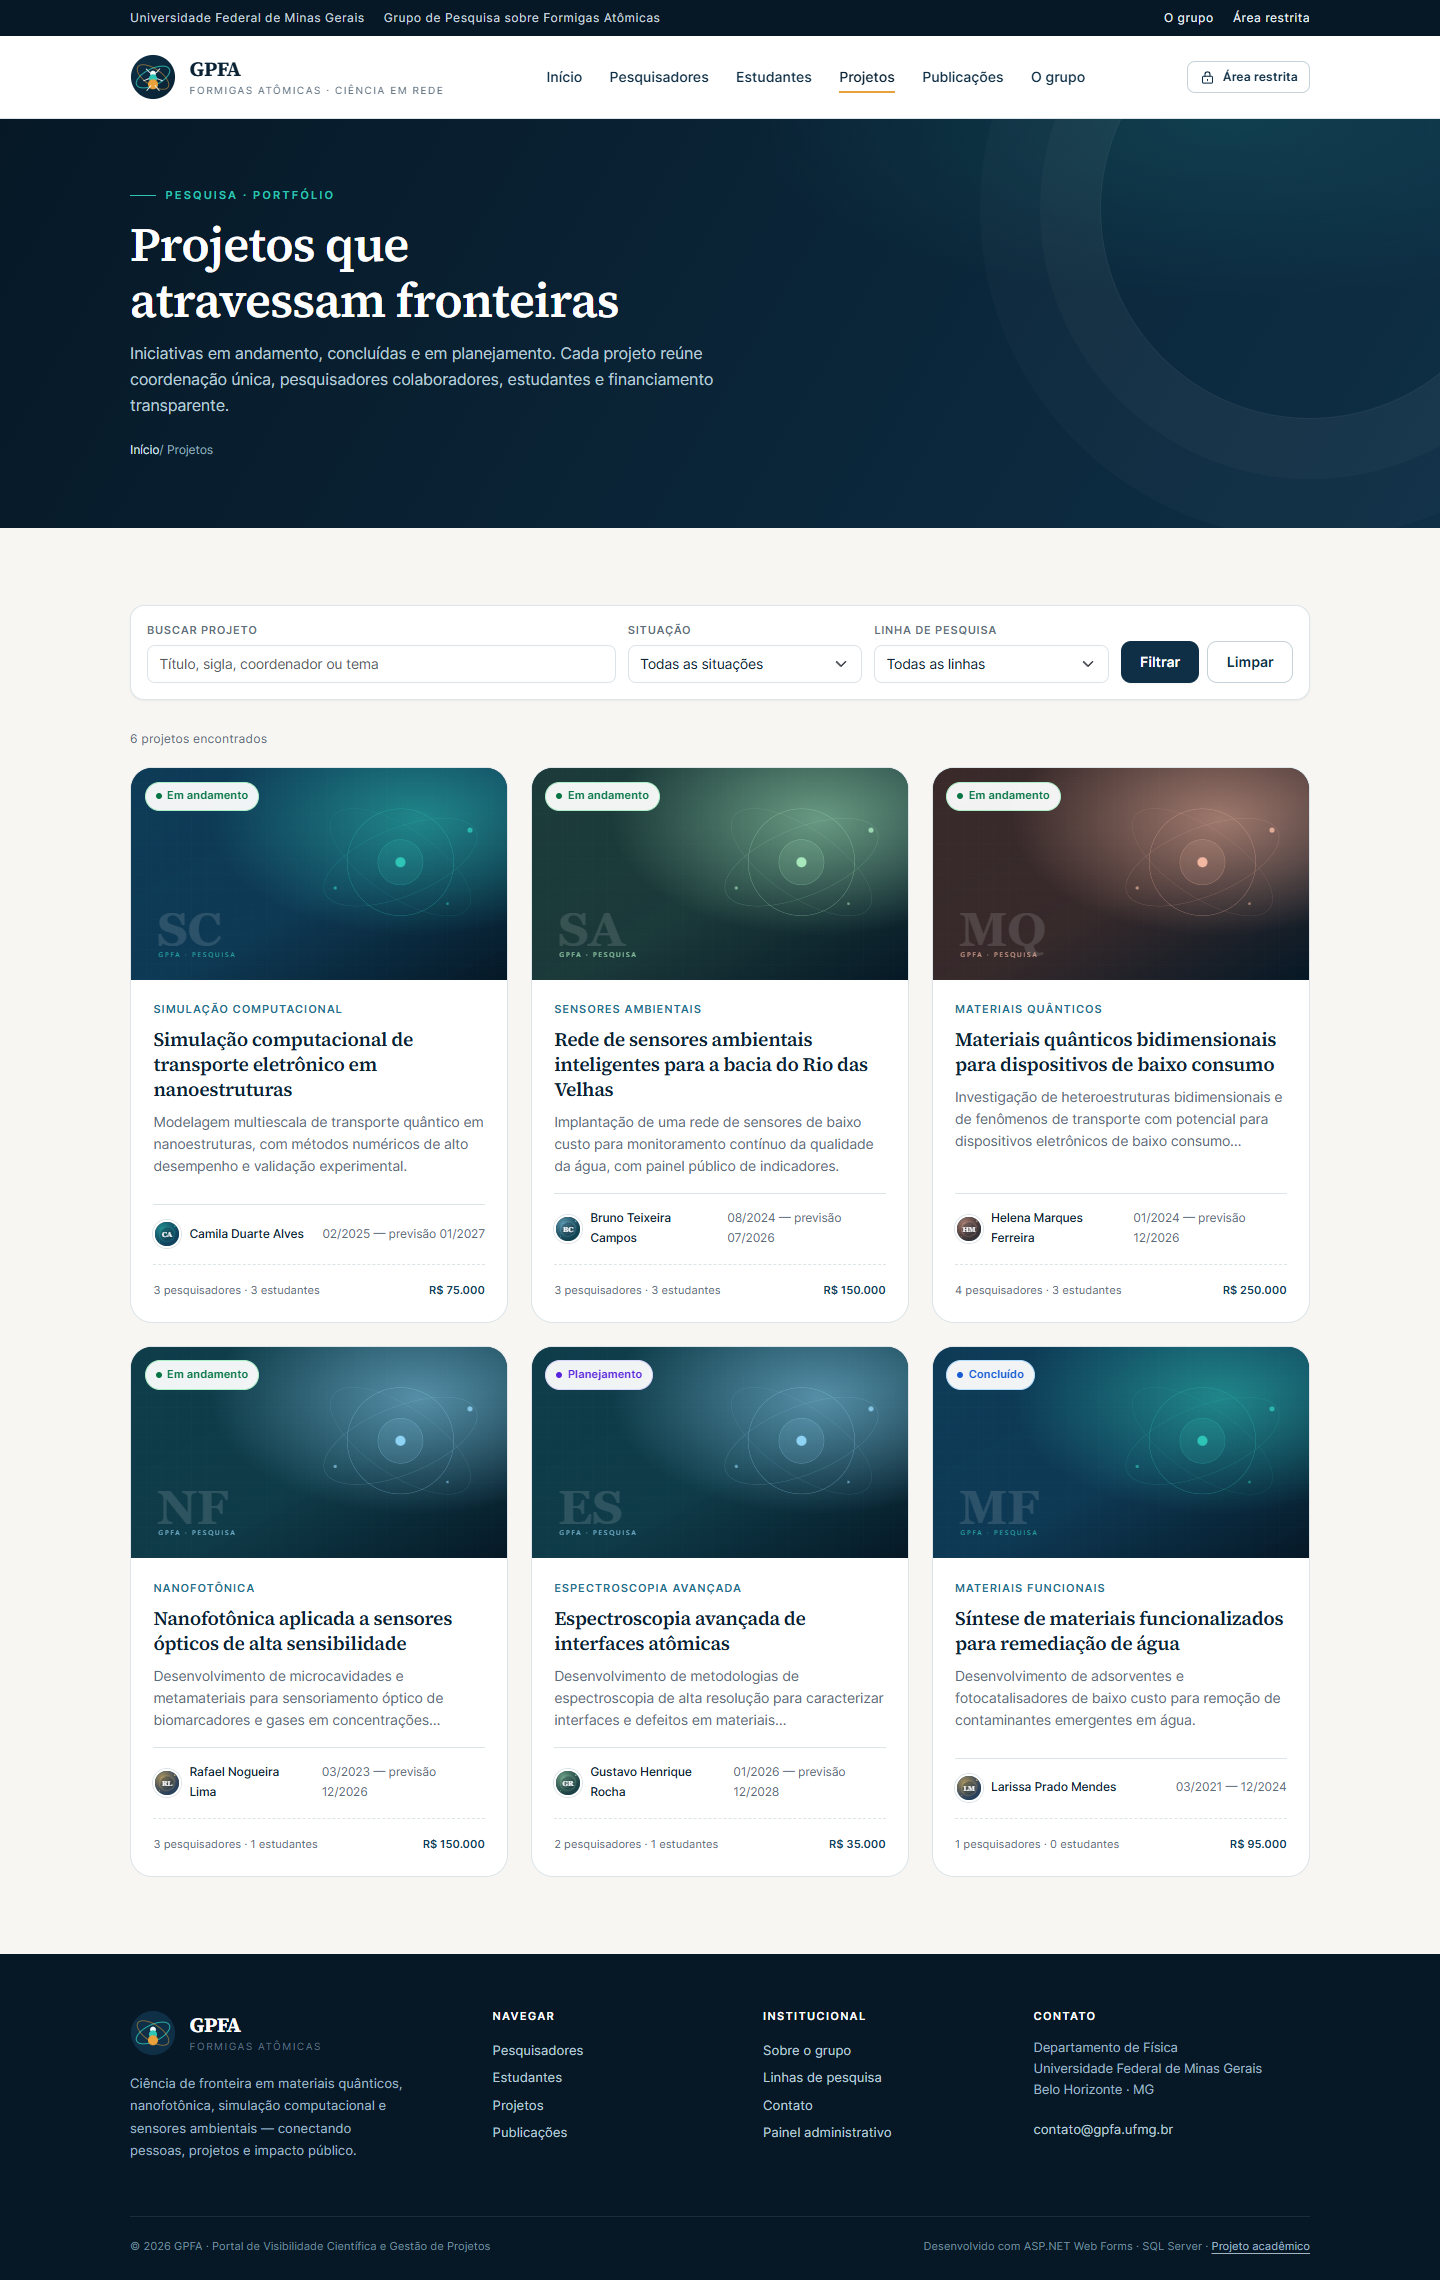 Universidade Federal de Minas Gerais Grupo de Pesquisa sobre Formigas Atômicas O grupo Área restrita
GPFA
FORMIGAS ATÔMICAS · CIÊNCIA EM REDE
Início Pesquisadores Estudantes Projetos Publicações O grupo
Área restrita
PESQUISA · PORTFÓLIO
Projetos que
atravessam fronteiras
Iniciativas em andamento, concluídas e em planejamento. Cada projeto reúne
coordenação única, pesquisadores colaboradores, estudantes e financiamento
transparente.
Início/ Projetos
BUSCAR PROJETO
Título, sigla, coordenador ou tema
SITUAÇÃO
Todas as situações
LINHA DE PESQUISA
Todas as linhas
Filtrar
Limpar
6 projetos encontrados
Em andamento
SC
GPFA · PESQUISA
SIMULAÇÃO COMPUTACIONAL
Simulação computacional de
transporte eletrônico em
nanoestruturas
Modelagem multiescala de transporte quântico em
nanoestruturas, com métodos numéricos de alto
desempenho e validação experimental.
CA
Camila Duarte Alves
02/2025 — previsão 01/2027
3 pesquisadores · 3 estudantes
R$ 75.000
Em andamento
SA
GPFA · PESQUISA
SENSORES AMBIENTAIS
Rede de sensores ambientais
inteligentes para a bacia do Rio das
Velhas
Implantação de uma rede de sensores de baixo
custo para monitoramento contínuo da qualidade
da água, com painel público de indicadores.
BC
Bruno Teixeira
Campos
08/2024 — previsão
07/2026
3 pesquisadores · 3 estudantes
R$ 150.000
Em andamento
MQ
GPFA · PESQUISA
MATERIAIS QUÂNTICOS
Materiais quânticos bidimensionais
para dispositivos de baixo consumo
Investigação de heteroestruturas bidimensionais e
de fenômenos de transporte com potencial para
dispositivos eletrônicos de baixo consumo...
HM
Helena Marques
Ferreira
01/2024 — previsão
12/2026
4 pesquisadores · 3 estudantes
R$ 250.000
Em andamento
NF
GPFA · PESQUISA
NANOFOTÔNICA
Nanofotônica aplicada a sensores
ópticos de alta sensibilidade
Desenvolvimento de microcavidades e
metamateriais para sensoriamento óptico de
biomarcadores e gases em concentrações...
RL
Rafael Nogueira
Lima
03/2023 — previsão
12/2026
3 pesquisadores · 1 estudantes
R$ 150.000
Planejamento
ES
GPFA · PESQUISA
ESPECTROSCOPIA AVANÇADA
Espectroscopia avançada de
interfaces atômicas
Desenvolvimento de metodologias de
espectroscopia de alta resolução para caracterizar
interfaces e defeitos em materiais...
GR
Gustavo Henrique
Rocha
01/2026 — previsão
12/2028
2 pesquisadores · 1 estudantes
R$ 35.000
Concluído
MF
GPFA · PESQUISA
MATERIAIS FUNCIONAIS
Síntese de materiais funcionalizados
para remediação de água
Desenvolvimento de adsorventes e
fotocatalisadores de baixo custo para remoção de
contaminantes emergentes em água.
LM
Larissa Prado Mendes
03/2021 — 12/2024
1 pesquisadores · 0 estudantes
R$ 95.000
GPFA
FORMIGAS ATÔMICAS
Ciência de fronteira em materiais quânticos,
nanofotônica, simulação computacional e
sensores ambientais — conectando
pessoas, projetos e impacto público.
NAVEGAR
Pesquisadores
Estudantes
Projetos
Publicações
INSTITUCIONAL
Sobre o grupo
Linhas de pesquisa
Contato
Painel administrativo
CONTATO
Departamento de Física
Universidade Federal de Minas Gerais
Belo Horizonte · MG
contato@gpfa.ufmg.br
© 2026 GPFA · Portal de Visibilidade Científica e Gestão de Projetos
Desenvolvido com ASP.NET Web Forms · SQL Server · Projeto acadêmico